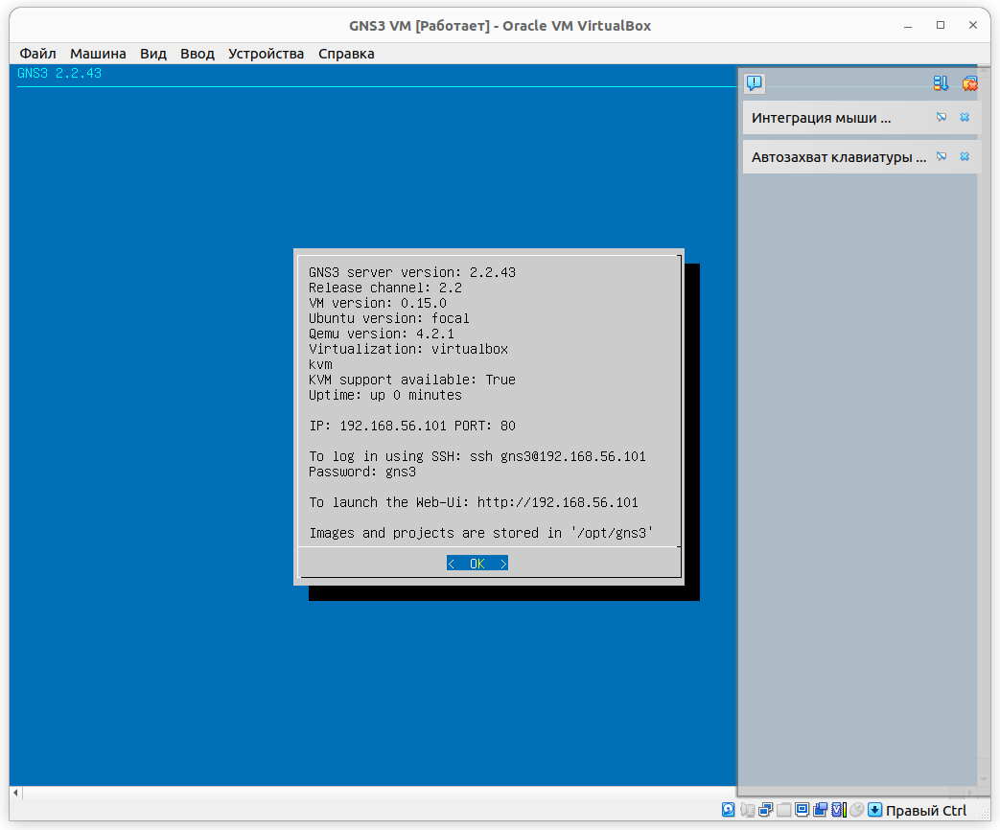 GNS3 VM [Работает] - Oracle VM VirtualBox
Файл Машина Вид Ввод Устройства Справка
GNS3 2.2.43
Интеграция мыши ...
Автозахват клавиатуры ...
GNS3 server version: 2.2.43
Release channel: 2.2
VM version: 0.15.0
Ubuntu version: focal
Qemu version: 4.2.1
Virtualization: virtualbox
kvm
KVM support available: True
Uptime: up 0 minutes
IP: 192.168.56.101 PORT: 80
To log in using SSH: ssh gns3@192.168.56.101
Password: gns3
To launch the Web-Ui: http://192.168.56.101
Images and projects are stored in '/opt/gns3'
< OK >
Правый Ctrl